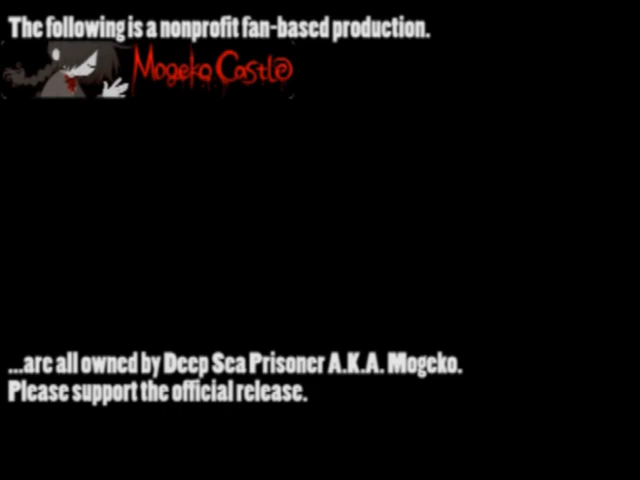 The following is a nonprofit fan-based production.
Mogeko Castle
...are all owned by Deep Sea Prisoner A.K.A. Mogeko.
Please support the official release.